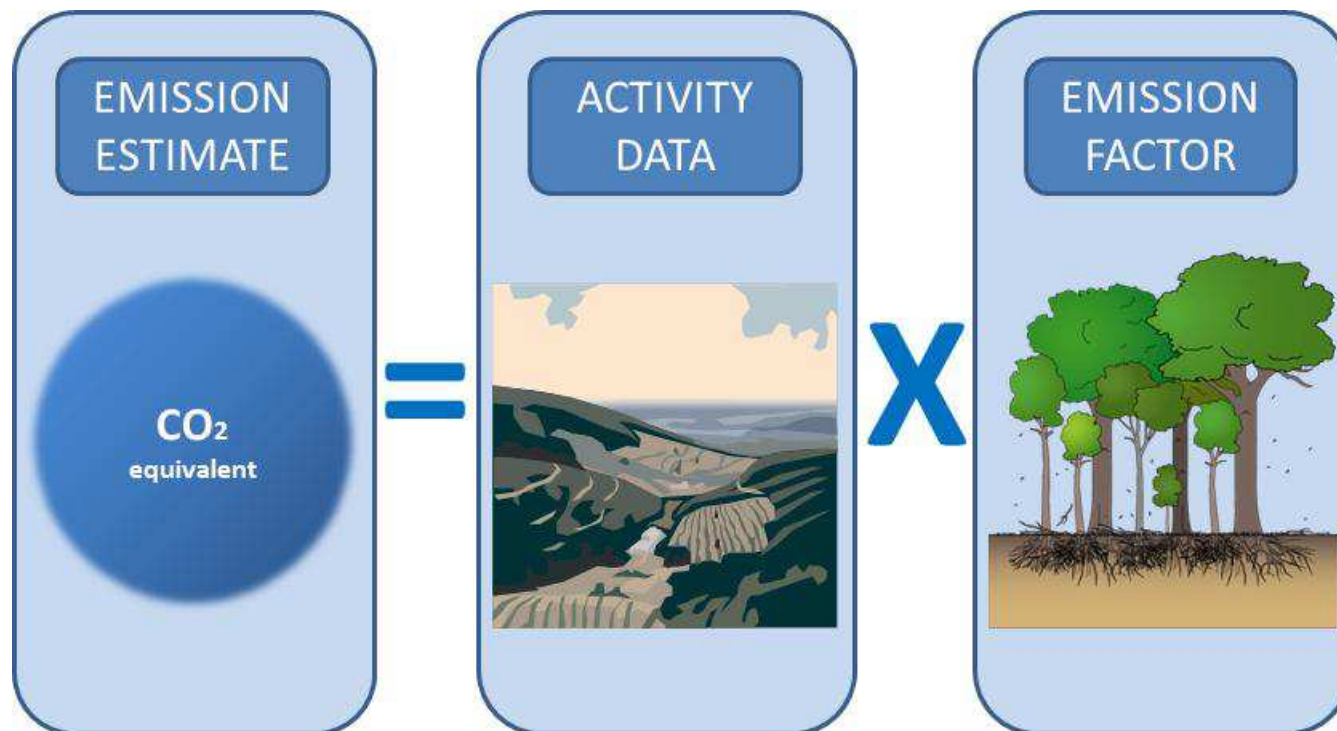 EMISSION
ESTIMATE
CO₂
equivalent
=
ACTIVITY
DATA
X
EMISSION
FACTOR